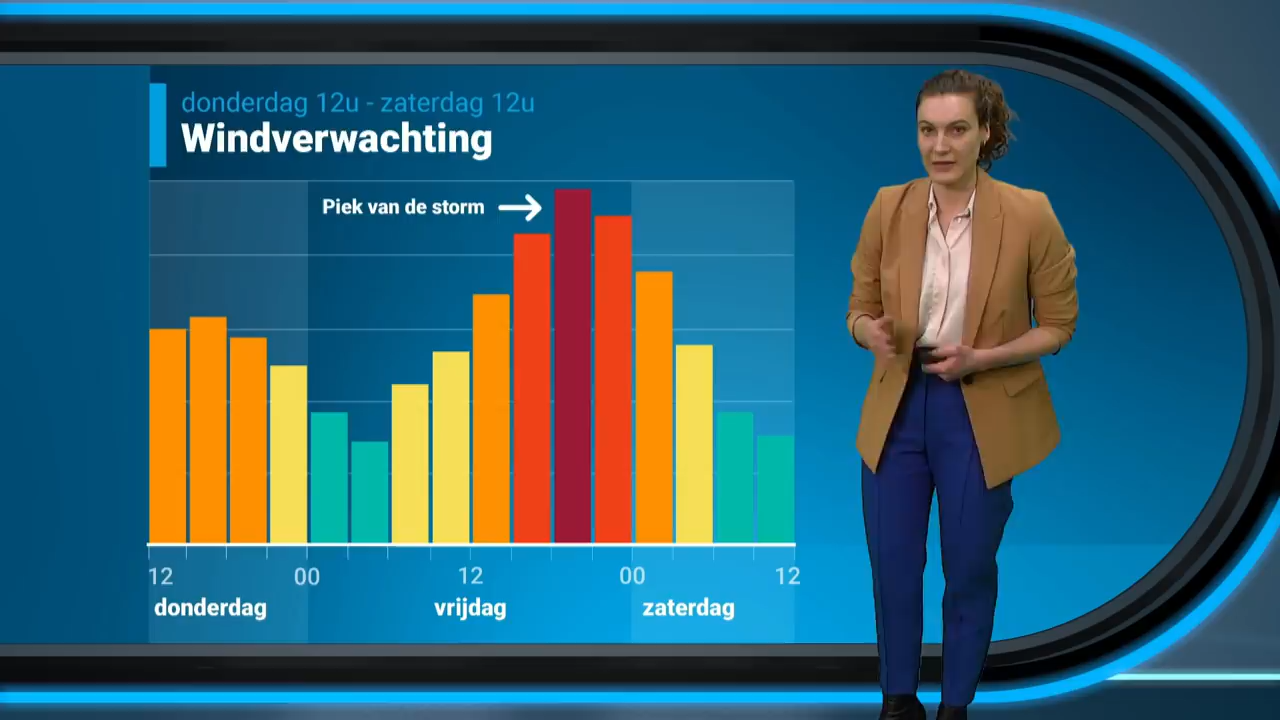 donderdag 12u - zaterdag 12u
Windverwachting
Piek van de storm
12 00 12 00 12
donderdag vrijdag zaterdag